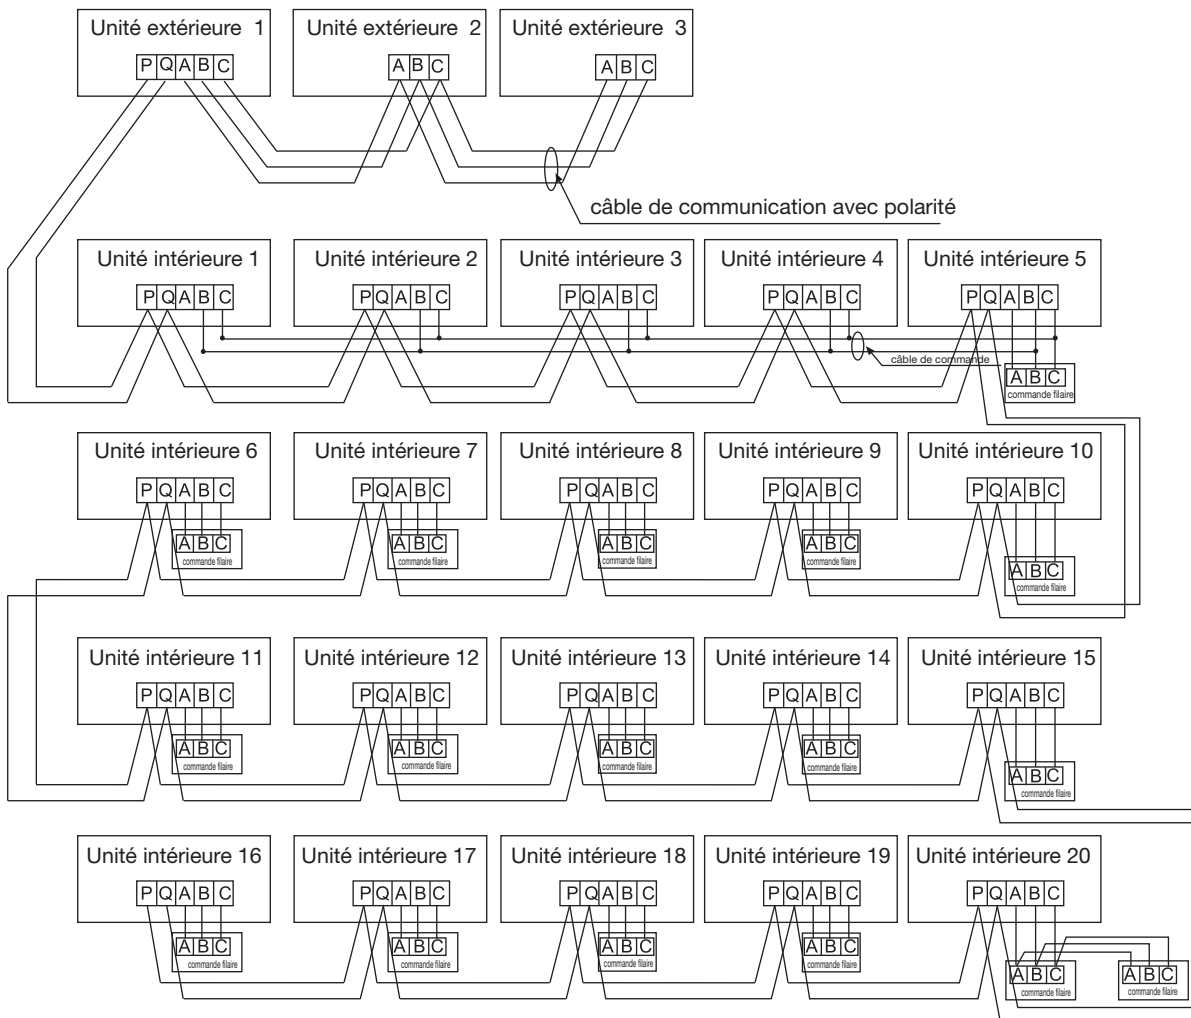 Unité extérieure 1 Unité extérieure 2 Unité extérieure 3
P Q A B C A B C A B C
câble de communication avec polarité
Unité intérieure 1 Unité intérieure 2 Unité intérieure 3 Unité intérieure 4 Unité intérieure 5
P Q A B C P Q A B C P Q A B C P Q A B C P Q A B C
câble de commande
A B C
commande filaire
Unité intérieure 6 Unité intérieure 7 Unité intérieure 8 Unité intérieure 9 Unité intérieure 10
P Q A B C P Q A B C P Q A B C P Q A B C P Q A B C
A B C A B C A B C A B C
commande filaire commande filaire commande filaire commande filaire
A B C
commande filaire
Unité intérieure 11 Unité intérieure 12 Unité intérieure 13 Unité intérieure 14 Unité intérieure 15
P Q A B C P Q A B C P Q A B C P Q A B C P Q A B C
A B C A B C A B C A B C
commande filaire commande filaire commande filaire commande filaire
A B C
commande filaire
Unité intérieure 16 Unité intérieure 17 Unité intérieure 18 Unité intérieure 19 Unité intérieure 20
P Q A B C P Q A B C P Q A B C P Q A B C P Q A B C
A B C A B C A B C A B C
commande filaire commande filaire commande filaire commande filaire
A B C A B C
commande filaire commande filaire